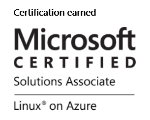 Certification earned
Microsoft
CERTIFIED
Solutions Associate
Linux® on Azure